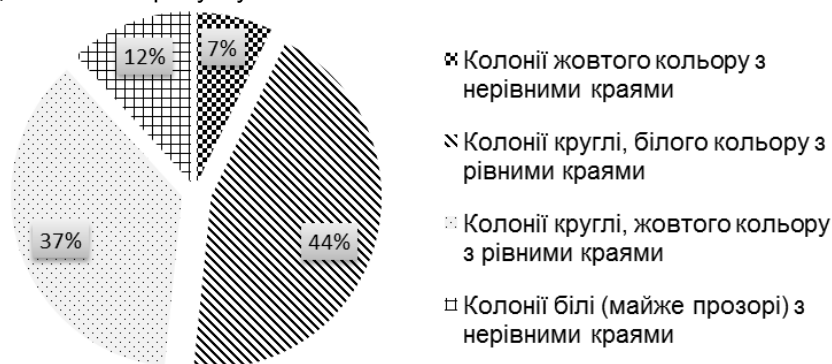 12%
7%
37%
44%
Колонії жовтого кольору з
нерівними краями
Колонії круглі, білого кольору з
рівними краями
Колонії круглі, жовтого кольору
з рівними краями
Колонії білі (майже прозорі) з
нерівними краями